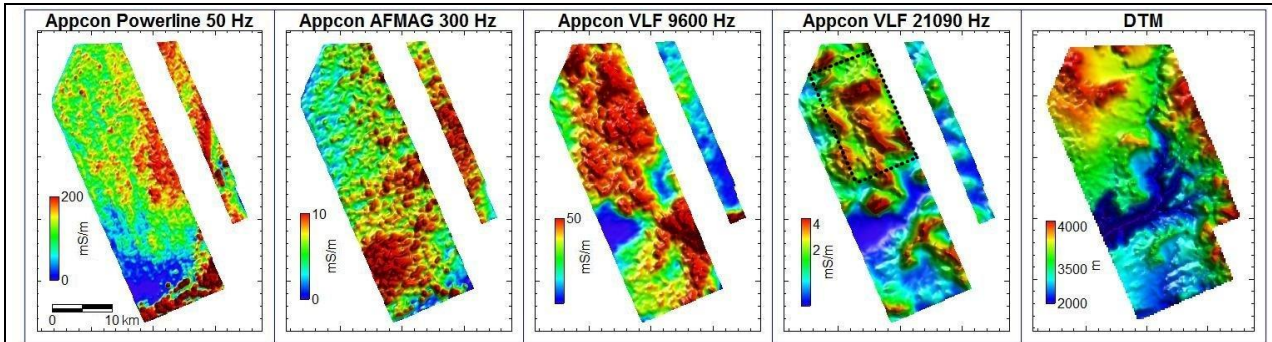 Appcon Powerline 50 Hz
200
mS/m
0
0 10 km
Appcon AFMAG 300 Hz
10
mS/m
0
Appcon VLF 9600 Hz
50
mS/m
Appcon VLF 21090 Hz
4
2
mS/m
DTM
4000
3500
m
2000